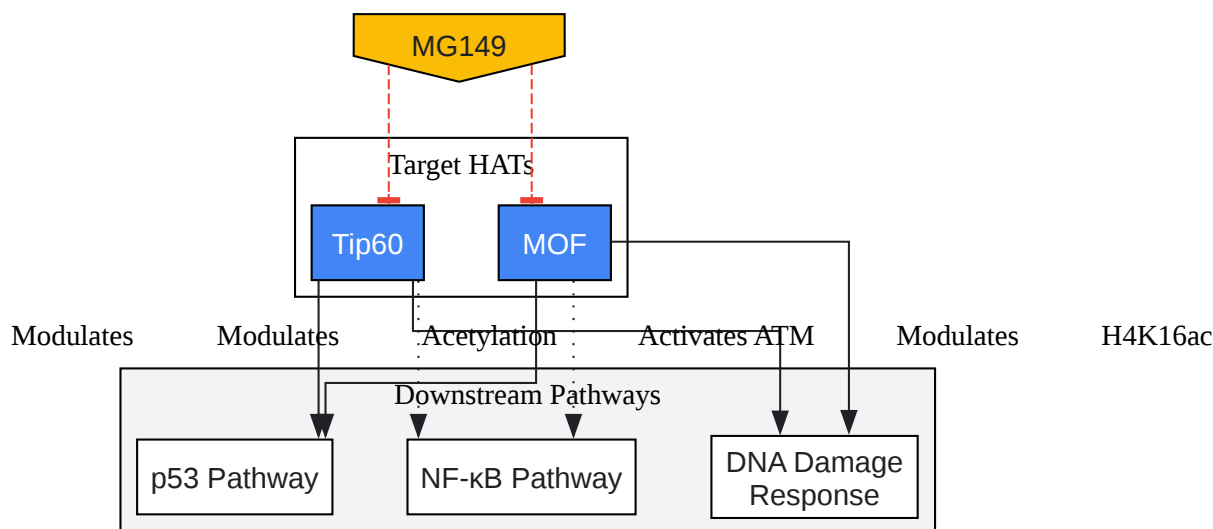 MG149
Target HATs
Tip60
MOF
Modulates
Modulates
Acetylation
Activates ATM
Modulates
H4K16ac
Downstream Pathways
p53 Pathway
NF-κB Pathway
DNA Damage
Response